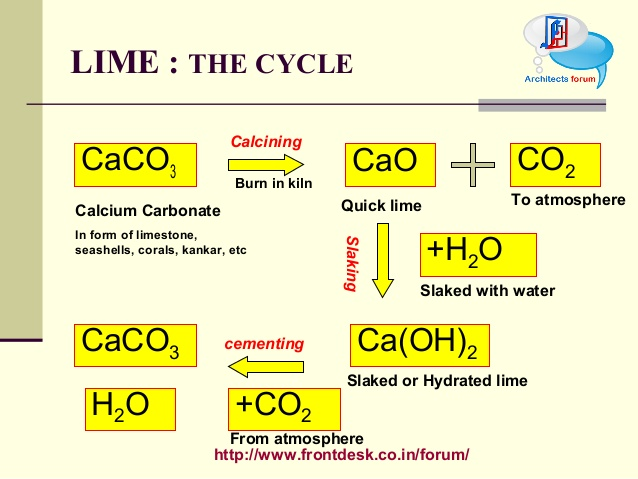 LIME : THE CYCLE
Architects forum
Calcining
CaCO3
CaO
CO2
Burn in kiln
Calcium Carbonate
Quick lime
To atmosphere
In form of limestone,
seashells, corals, kankar, etc
Slaking
+H2O
Slaked with water
CaCO3
cementing
Ca(OH)2
Slaked or Hydrated lime
H2O
+CO2
From atmosphere
http://www.frontdesk.co.in/forum/